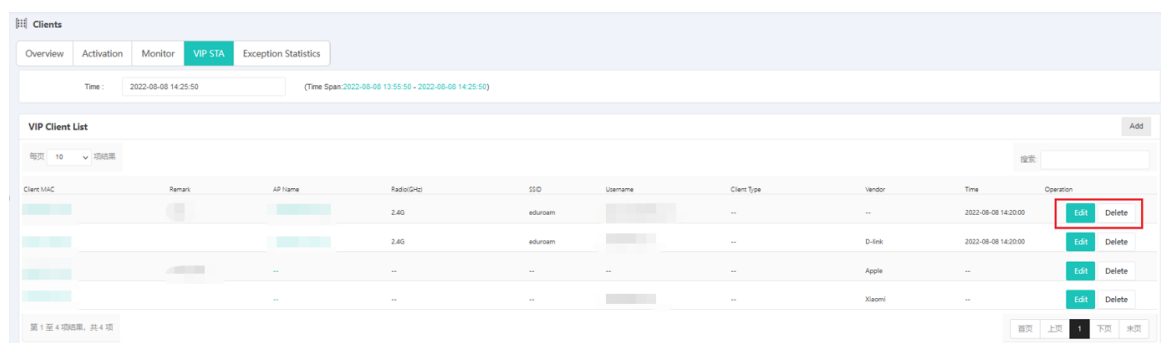 Clients
Overview Activation Monitor VIP STA Exception Statistics
Time : 2022-08-08 14:25:50 (Time Span:2022-08-08 13:55:50 - 2022-08-08 14:25:50)
VIP Client List Add
每页 10 项结果 搜索:
Client MAC Remark AP Name Radio(GHz) SSID Username Client Type Vendor Time Operation
2.4G eduroam -- -- 2022-08-08 14:20:00 Edit Delete
2.4G eduroam -- D-link 2022-08-08 14:20:00 Edit Delete
-- -- -- -- -- Apple -- Edit Delete
-- -- -- -- Xiaomi -- Edit Delete
第 1 至 4 项结果，共 4 项 首页 上页 1 下页 末页